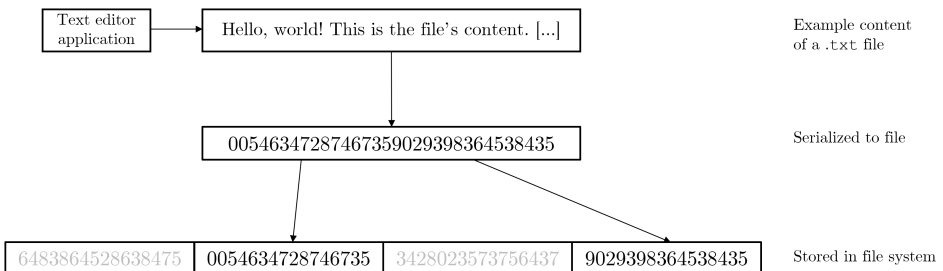 Text editor
application
Hello, world! This is the file's content. [...]
Example content
of a .txt file
00546347287467359029398364538435
Serialized to file
6483864528638475 0054634728746735 3428023573756437 9029398364538435
Stored in file system